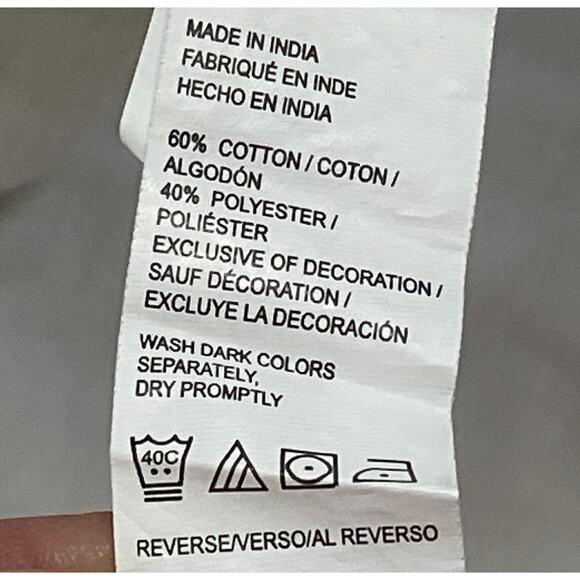 MADE IN INDIA
FABRIQUÉ EN INDE
HECHO EN INDIA
60% COTTON / COTON /
ALGODÓN
40% POLYESTER /
POLIÉSTER
EXCLUSIVE OF DECORATION /
SAUF DÉCORATION /
EXCLUYE LA DECORACIÓN
WASH DARK COLORS
SEPARATELY,
DRY PROMPTLY
40C
REVERSE/VERSO/AL REVERSO